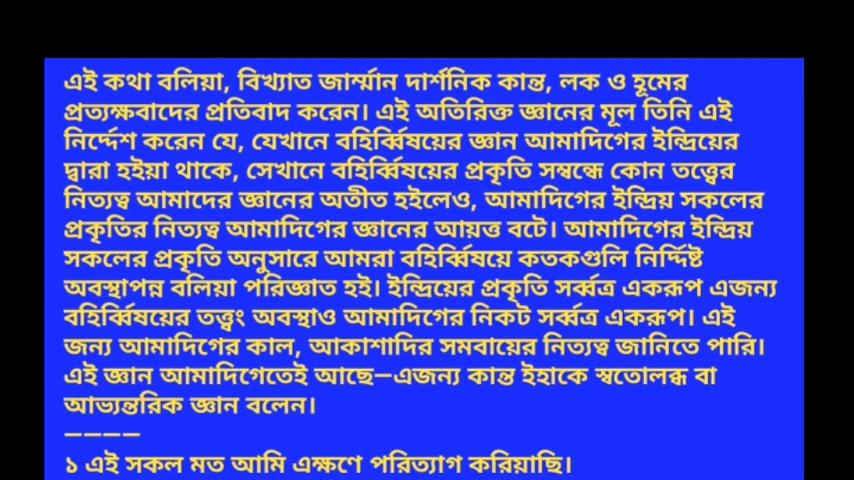 এই কথা বলিয়া, বিখ্যাত জার্ম্মান দার্শনিক কান্ত, লক ও হূমের
প্রত্যক্ষবাদের প্রতিবাদ করেন। এই অতিরিক্ত জ্ঞানের মূল তিনি এই
নির্দ্দেশ করেন যে, যেখানে বহির্ব্বিষয়ের জ্ঞান আমাদিগের ইন্দ্রিয়ের
দ্বারা হইয়া থাকে, সেখানে বহির্ব্বিষয়ের প্রকৃতি সম্বন্ধে কোন তত্ত্বের
নিত্যত্ব আমাদের জ্ঞানের অতীত হইলেও, আমাদিগের ইন্দ্রিয় সকলের
প্রকৃতির নিত্যত্ব আমাদিগের জ্ঞানের আয়ত্ত বটে। আমাদিগের ইন্দ্রিয়
সকলের প্রকৃতি অনুসারে আমরা বহির্ব্বিষয়ে কতকগুলি নির্দ্দিষ্ট
অবস্থাপন্ন বলিয়া পরিজ্ঞাত হই। ইন্দ্রিয়ের প্রকৃতি সর্ব্বত্র একরূপ এজন্য
বহির্ব্বিষয়ের তত্ত্বং অবস্থাও আমাদিগের নিকট সর্ব্বত্র একরূপ। এই
জন্য আমাদিগের কাল, আকাশাদির সমবায়ের নিত্যত্ব জানিতে পারি।
এই জ্ঞান আমাদিগেতেই আছে—এজন্য কান্ত ইহাকে স্বতোলব্ধ বা
আভ্যন্তরিক জ্ঞান বলেন।
————
১ এই সকল মত আমি এক্ষণে পরিত্যাগ করিয়াছি।